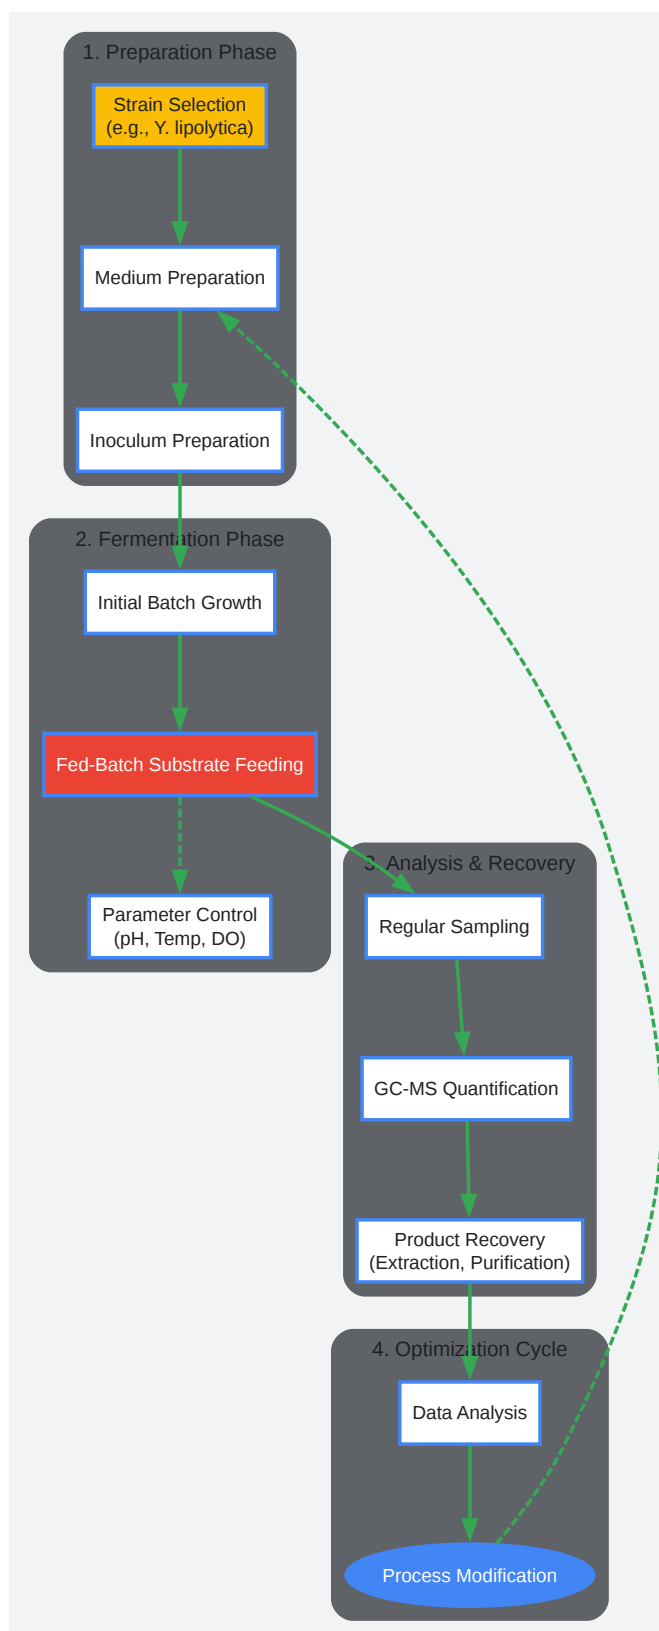 1. Preparation Phase
Strain Selection
(e.g., Y. lipolytica)
Medium Preparation
Inoculum Preparation
2. Fermentation Phase
Initial Batch Growth
Fed-Batch Substrate Feeding
Parameter Control
(pH, Temp, DO)
3. Analysis & Recovery
Regular Sampling
GC-MS Quantification
Product Recovery
(Extraction, Purification)
4. Optimization Cycle
Data Analysis
Process Modification